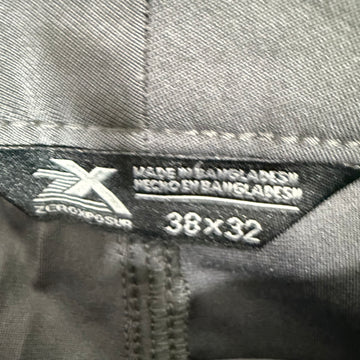 MADE IN BANGLADESH
HECHO EN BANGLADESH
ZEROXPOSUR
38×32